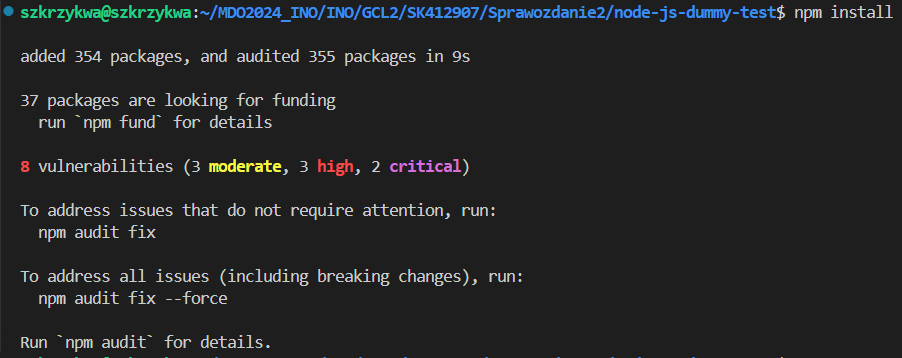 szkrzykwa@szkrzykwa:~/MDO2024_INO/INO/GCL2/SK412907/Sprawozdanie2/node-js-dummy-test$ npm install
added 354 packages, and audited 355 packages in 9s
37 packages are looking for funding
run `npm fund` for details
8 vulnerabilities (3 moderate, 3 high, 2 critical)
To address issues that do not require attention, run:
npm audit fix
To address all issues (including breaking changes), run:
npm audit fix --force
Run `npm audit` for details.